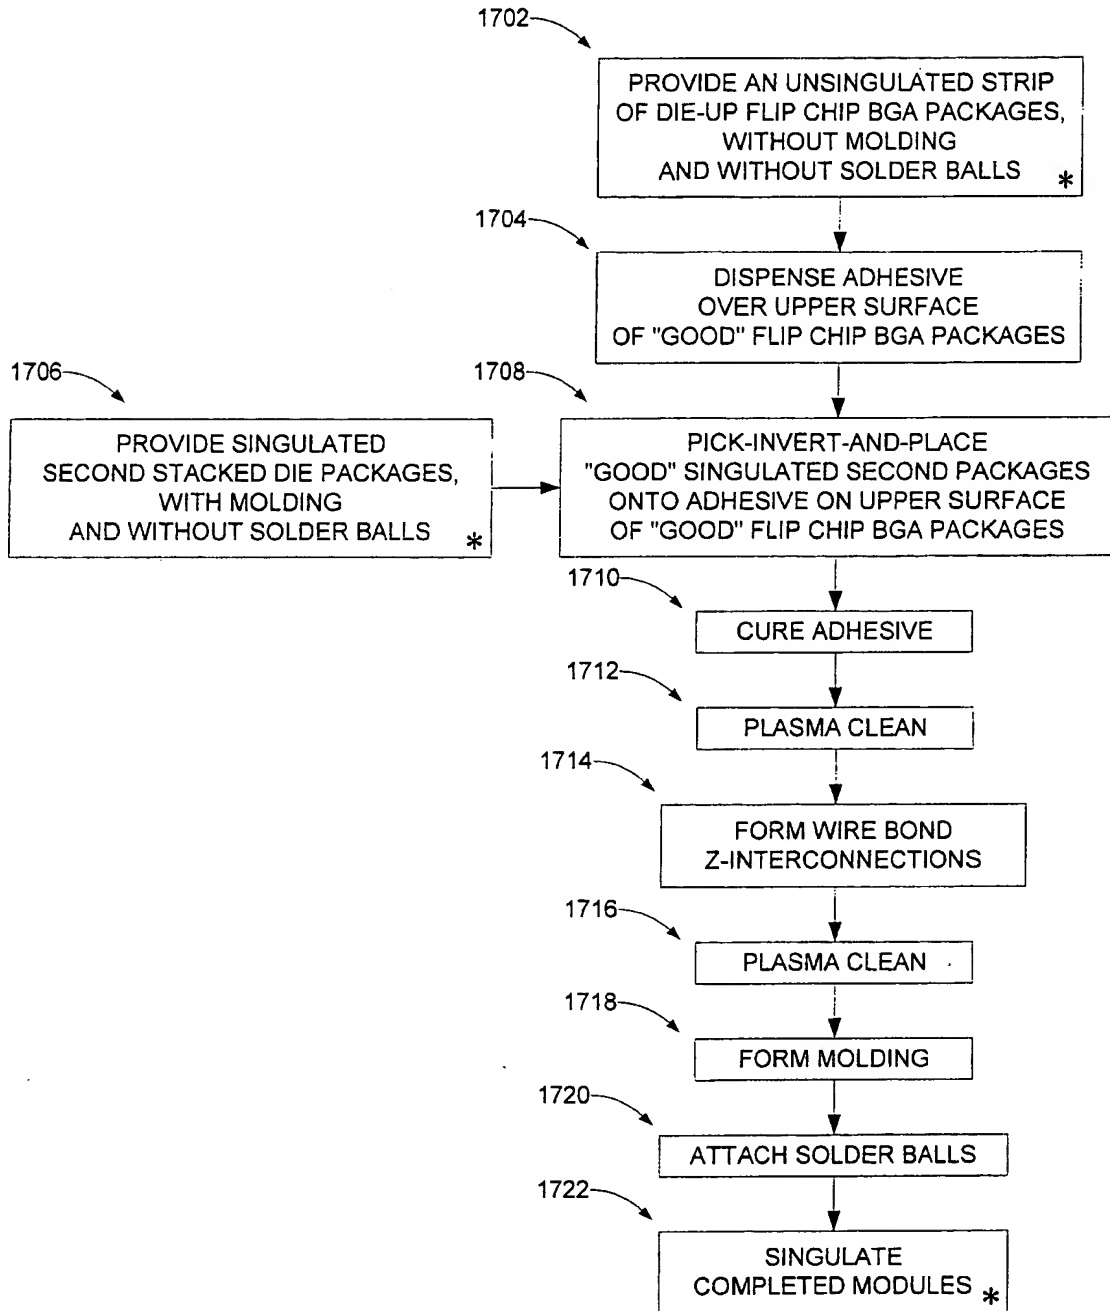 1702
PROVIDE AN UNSINGULATED STRIP
OF DIE-UP FLIP CHIP BGA PACKAGES,
WITHOUT MOLDING
AND WITHOUT SOLDER BALLS *
1704
DISPENSE ADHESIVE
OVER UPPER SURFACE
OF "GOOD" FLIP CHIP BGA PACKAGES
1706
PROVIDE SINGULATED
SECOND STACKED DIE PACKAGES,
WITH MOLDING
AND WITHOUT SOLDER BALLS *
1708
PICK-INVERT-AND-PLACE
"GOOD" SINGULATED SECOND PACKAGES
ONTO ADHESIVE ON UPPER SURFACE
OF "GOOD" FLIP CHIP BGA PACKAGES
1710
CURE ADHESIVE
1712
PLASMA CLEAN
1714
FORM WIRE BOND
Z-INTERCONNECTIONS
1716
PLASMA CLEAN
1718
FORM MOLDING
1720
ATTACH SOLDER BALLS
1722
SINGULATE
COMPLETED MODULES *